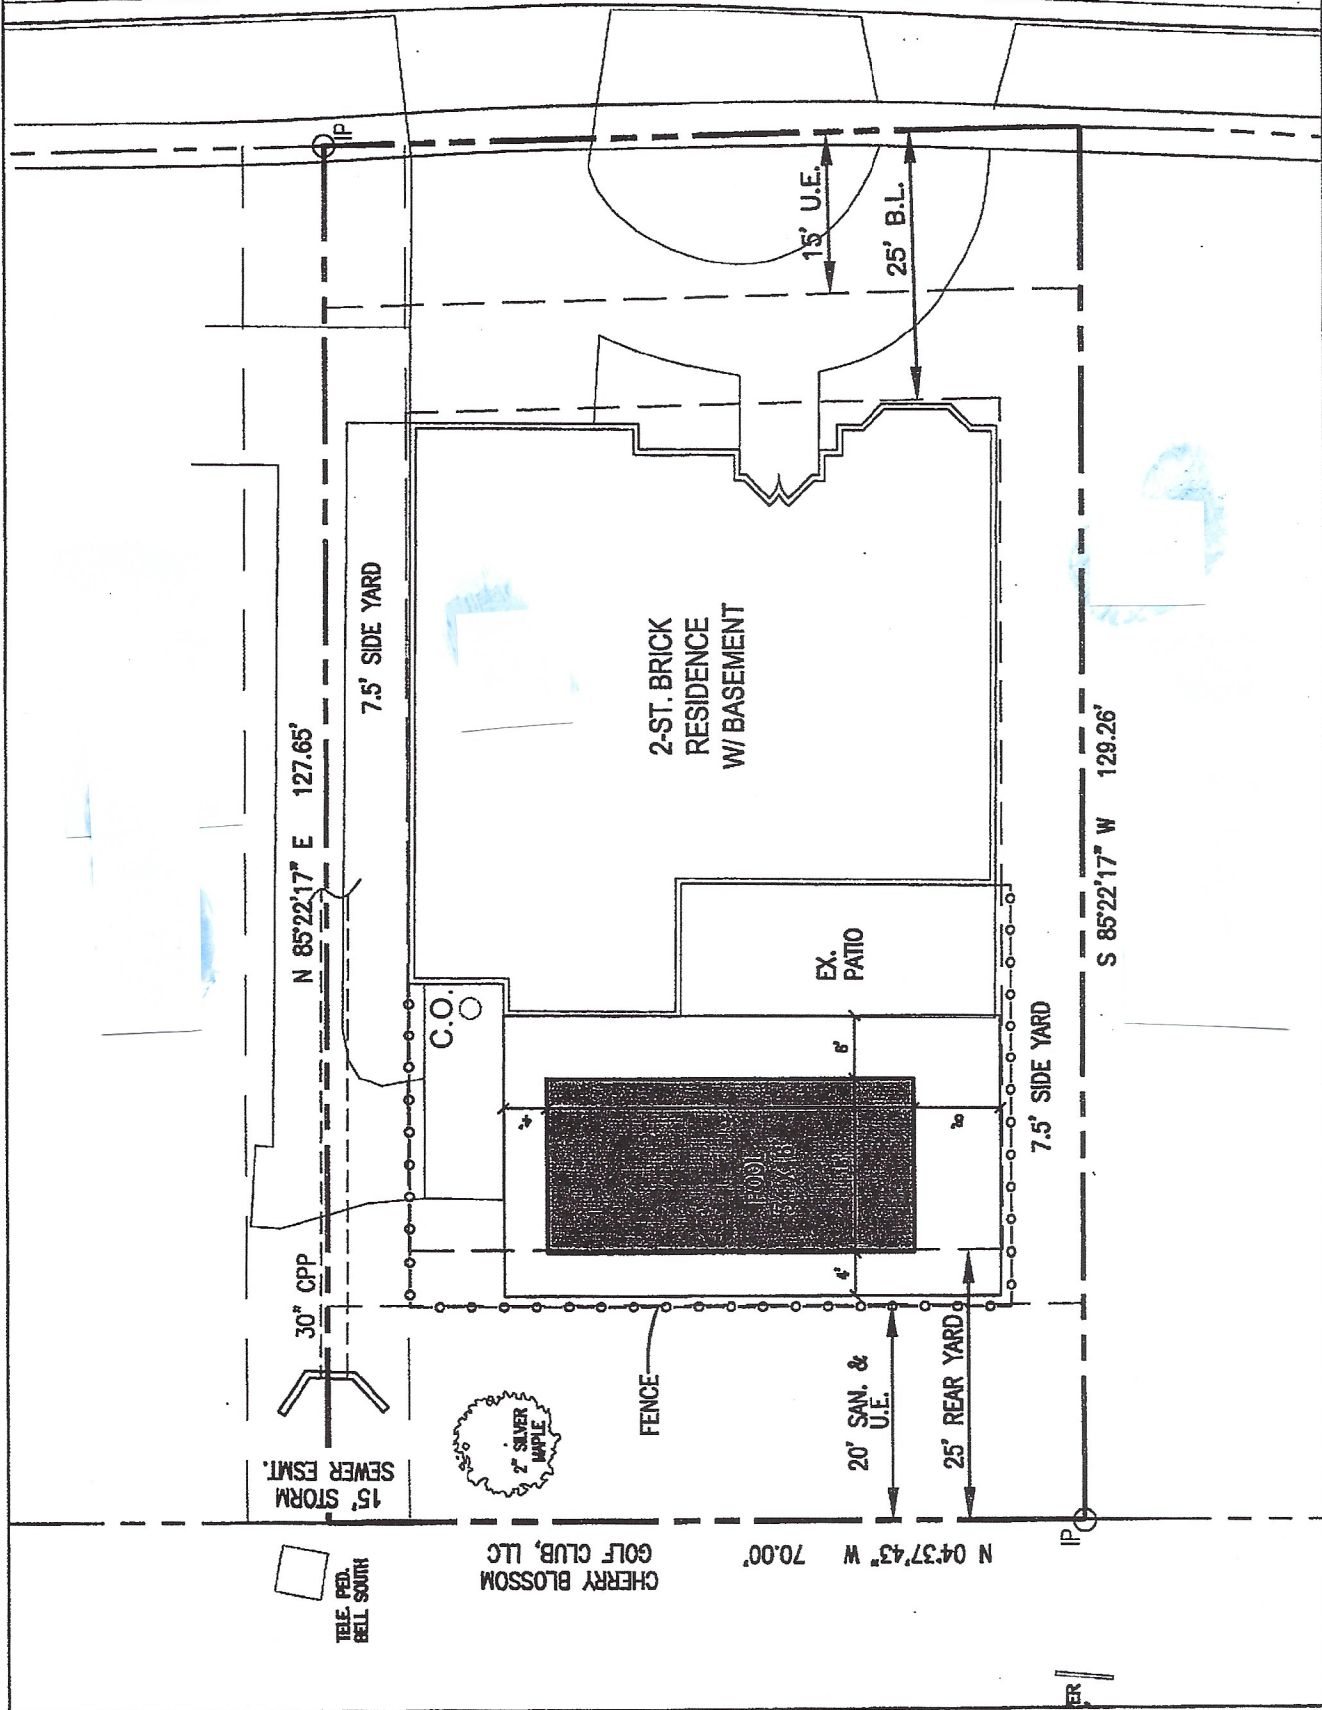 IP
15' U.E.
25' B.L.
7.5' SIDE YARD
N 85°22'17" E 127.65'
2-ST. BRICK
RESIDENCE
W/ BASEMENT
S 85°22'17" W 129.26'
EX.
PATIO
C.O.
6'
4'
8'
POOL
7.5' SIDE YARD
4'
30" CPP
FENCE
20' SAN. &
U.E.
25' REAR YARD
2" SILVER
MAPLE
15' STORM
SEWER ESMT.
TELE. PED.
BELL SOUTH
CHERRY BLOSSOM
GOLF CLUB, LLC
N 04°37'43" W 70.00'
IP
ER